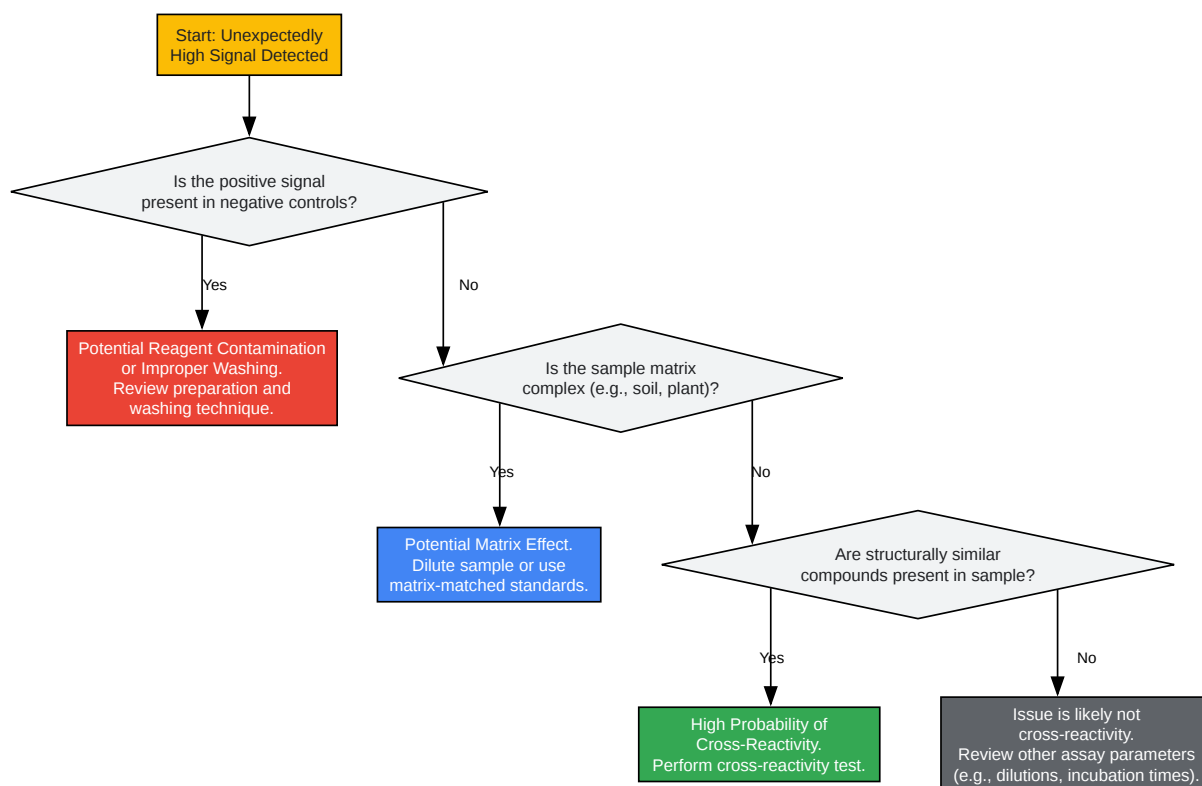 Start: Unexpectedly
High Signal Detected
Is the positive signal
present in negative controls?
Yes
No
Potential Reagent Contamination
or Improper Washing.
Review preparation and
washing technique.
Is the sample matrix
complex (e.g., soil, plant)?
Yes
No
Potential Matrix Effect.
Dilute sample or use
matrix-matched standards.
Are structurally similar
compounds present in sample?
Yes
No
High Probability of
Cross-Reactivity.
Perform cross-reactivity test.
Issue is likely not
cross-reactivity.
Review other assay parameters
(e.g., dilutions, incubation times).